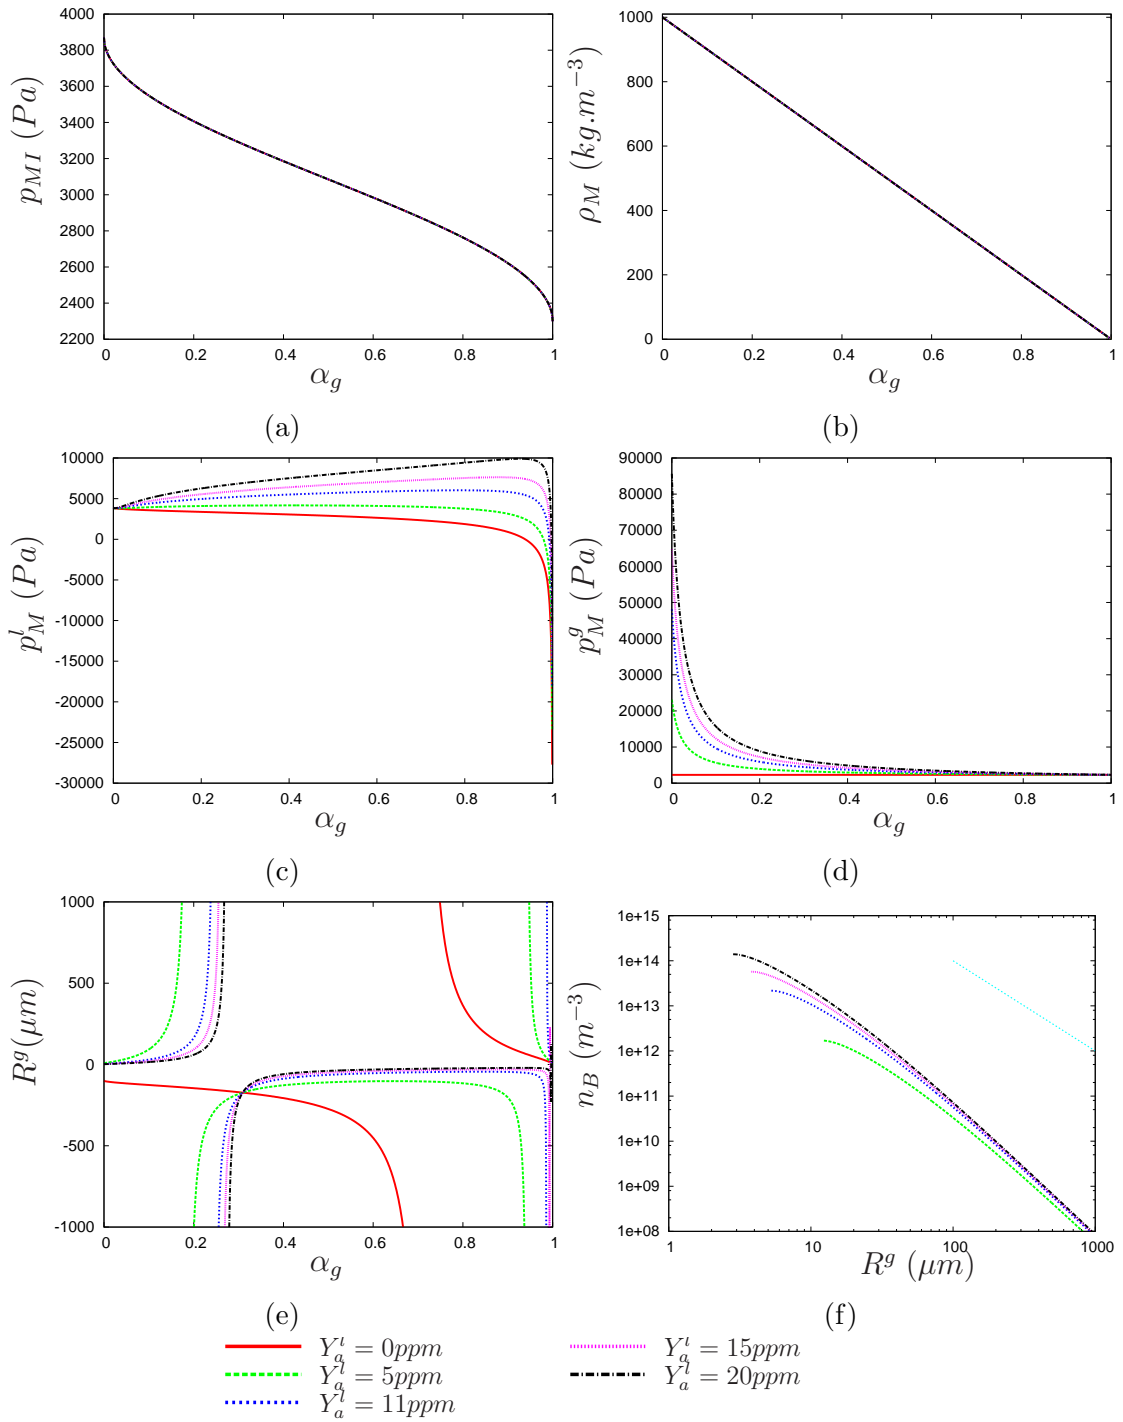 4000
3800
3600
3400
3200
3000
2800
2600
2400
2200
p_{MI} (Pa)
0 0.2 0.4 0.6 0.8 1
α_g
(a)
1000
800
600
400
200
0
ρ_M (kg.m^{−3})
0 0.2 0.4 0.6 0.8 1
α_g
(b)
10000
5000
0
-5000
-10000
-15000
-20000
-25000
-30000
p^l_M (Pa)
0 0.2 0.4 0.6 0.8 1
α_g
(c)
90000
80000
70000
60000
50000
40000
30000
20000
10000
0
p^g_M (Pa)
0 0.2 0.4 0.6 0.8 1
α_g
(d)
1000
500
0
-500
-1000
R^g(μm)
0 0.2 0.4 0.6 0.8 1
α_g
(e)
1e+15
1e+14
1e+13
1e+12
1e+11
1e+10
1e+09
1e+08
n_B (m^{−3})
1 10 100 1000
R^g (μm)
(f)
Y^l_a = 0ppm
Y^l_a = 5ppm
Y^l_a = 11ppm
Y^l_a = 15ppm
Y^l_a = 20ppm